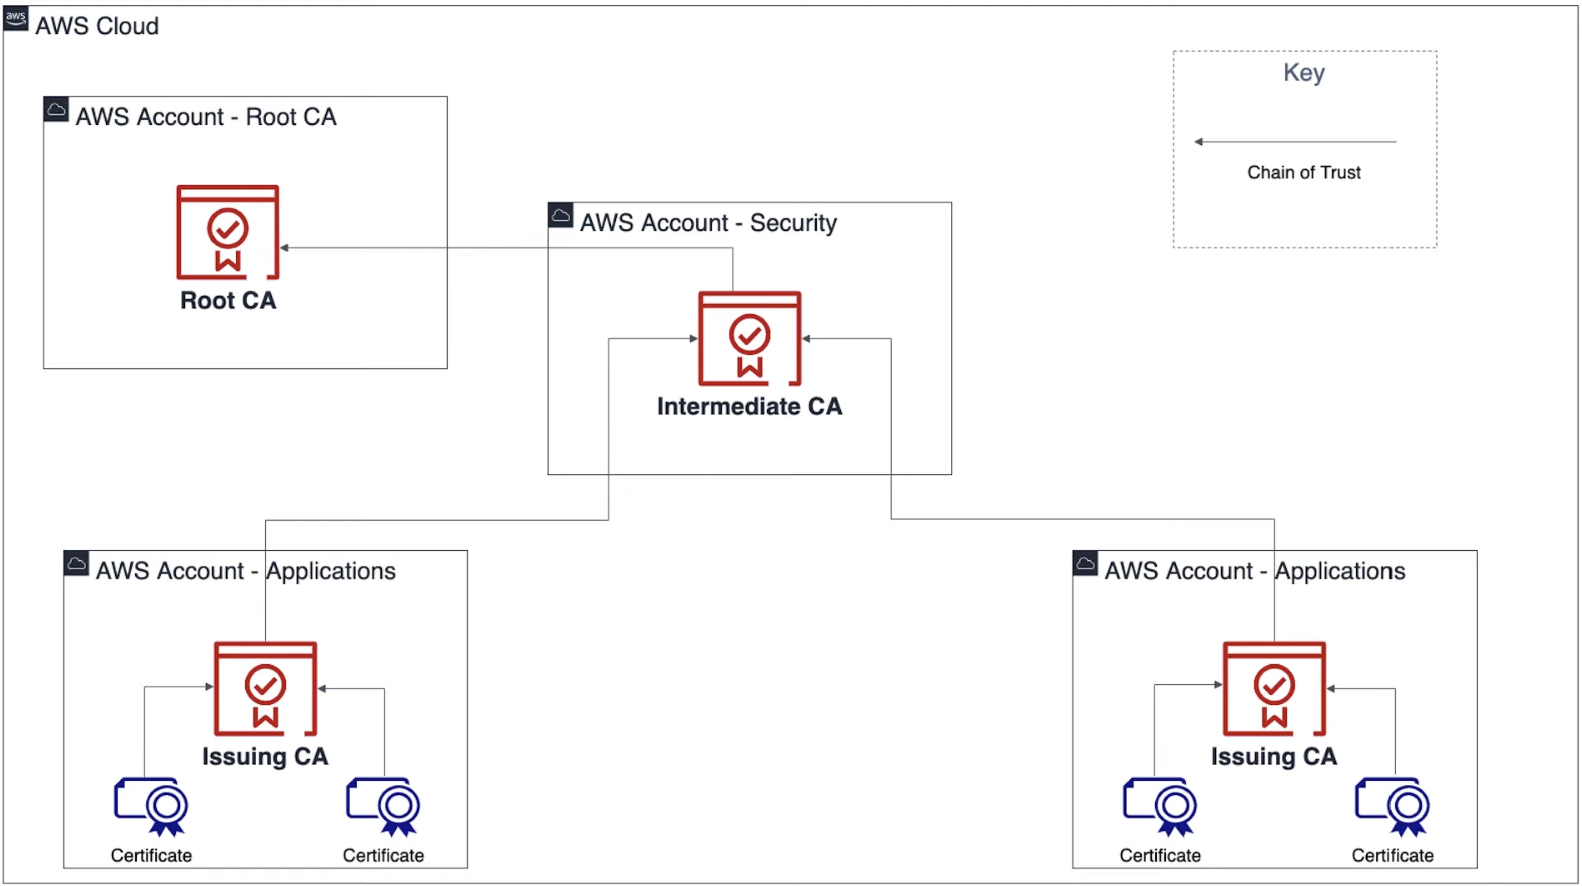 aws
AWS Cloud
Key
Chain of Trust
AWS Account - Root CA
Root CA
AWS Account - Security
Intermediate CA
AWS Account - Applications
Issuing CA
Certificate
Certificate
AWS Account - Applications
Issuing CA
Certificate
Certificate